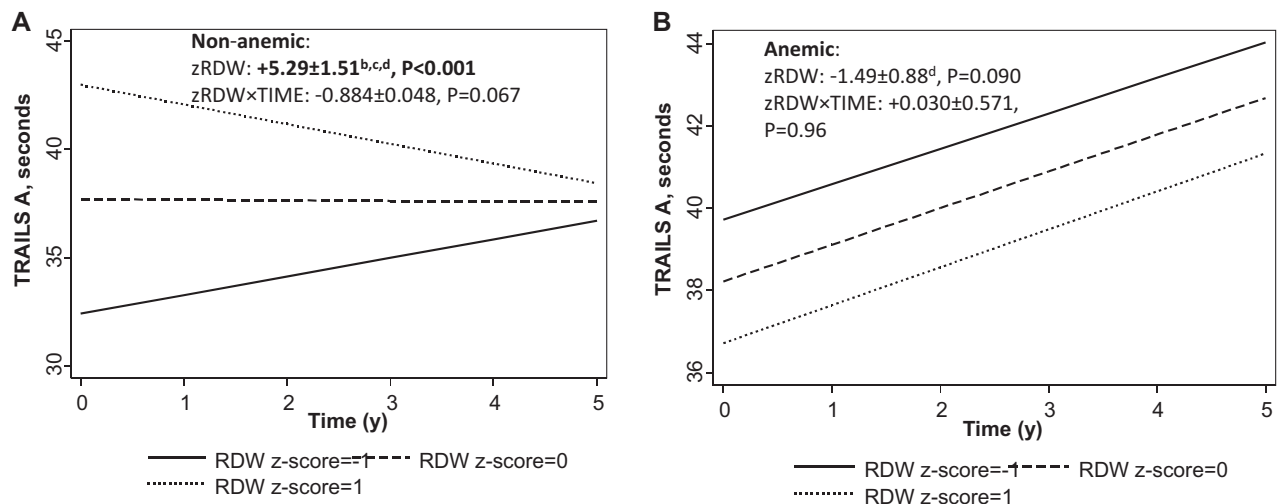 A
TRAILS A, seconds
45
40
35
30
Non-anemic:
zRDW: +5.29±1.51b,c,d, P<0.001
zRDW×TIME: -0.884±0.048, P=0.067
0 1 2 3 4 5
Time (y)
RDW z-score=-1 RDW z-score=0
RDW z-score=1
B
TRAILS A, seconds
44
42
40
38
36
Anemic:
zRDW: -1.49±0.88d, P=0.090
zRDW×TIME: +0.030±0.571,
P=0.96
0 1 2 3 4 5
Time (y)
RDW z-score=-1 RDW z-score=0
RDW z-score=1